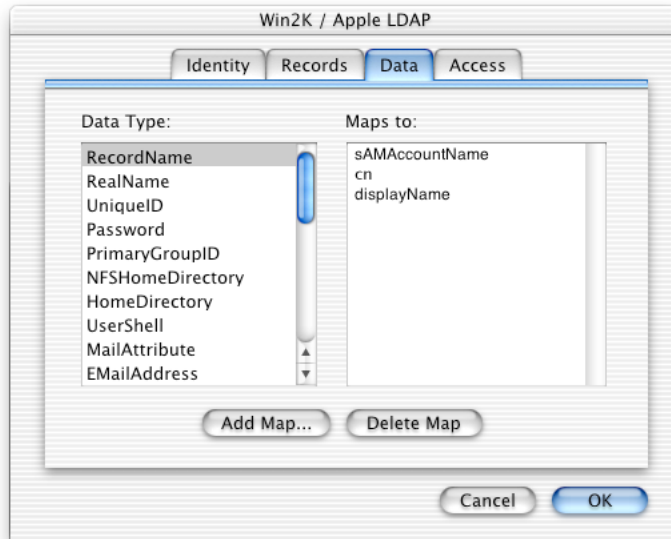 Win2K / Apple LDAP
Identity Records Data Access
Data Type: Maps to:
RecordName
RealName
UniqueID
Password
PrimaryGroupID
NFSHomeDirectory
HomeDirectory
UserShell
MailAttribute
EMailAddress
sAMAccountName
cn
displayName
Add Map... Delete Map
Cancel OK